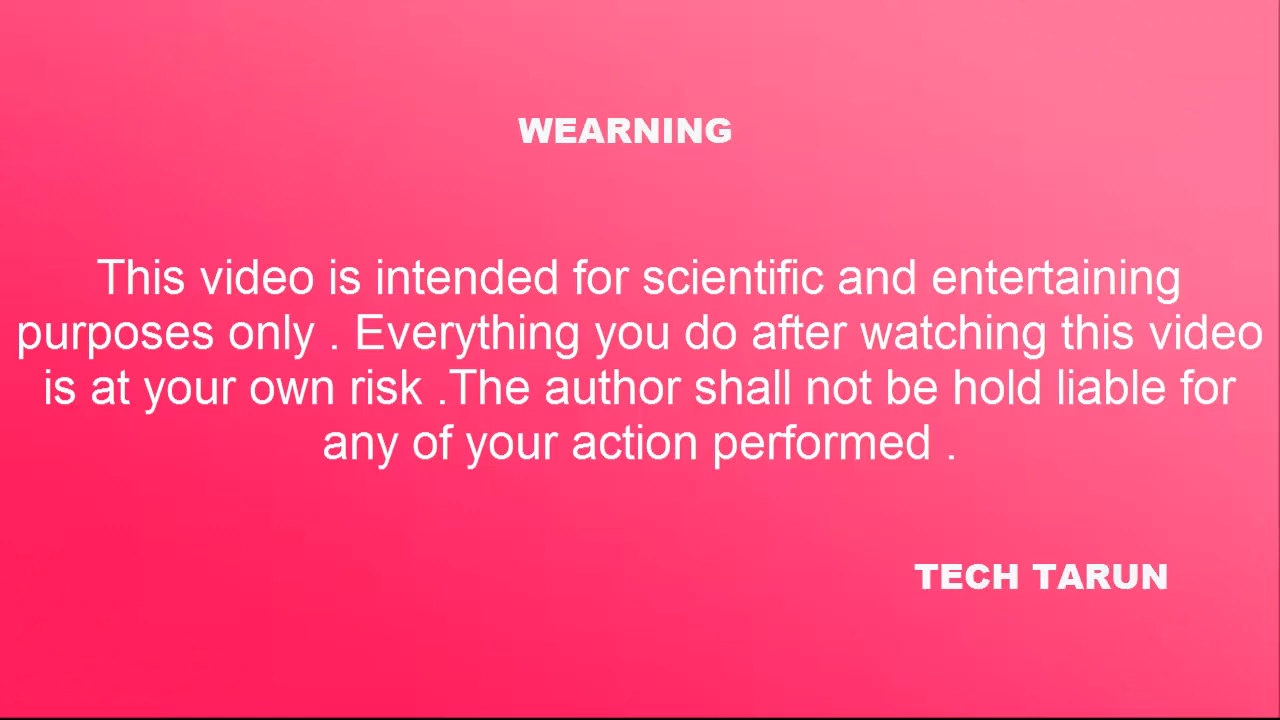 WEARNING
This video is intended for scientific and entertaining
purposes only . Everything you do after watching this video
is at your own risk .The author shall not be hold liable for
any of your action performed .
TECH TARUN